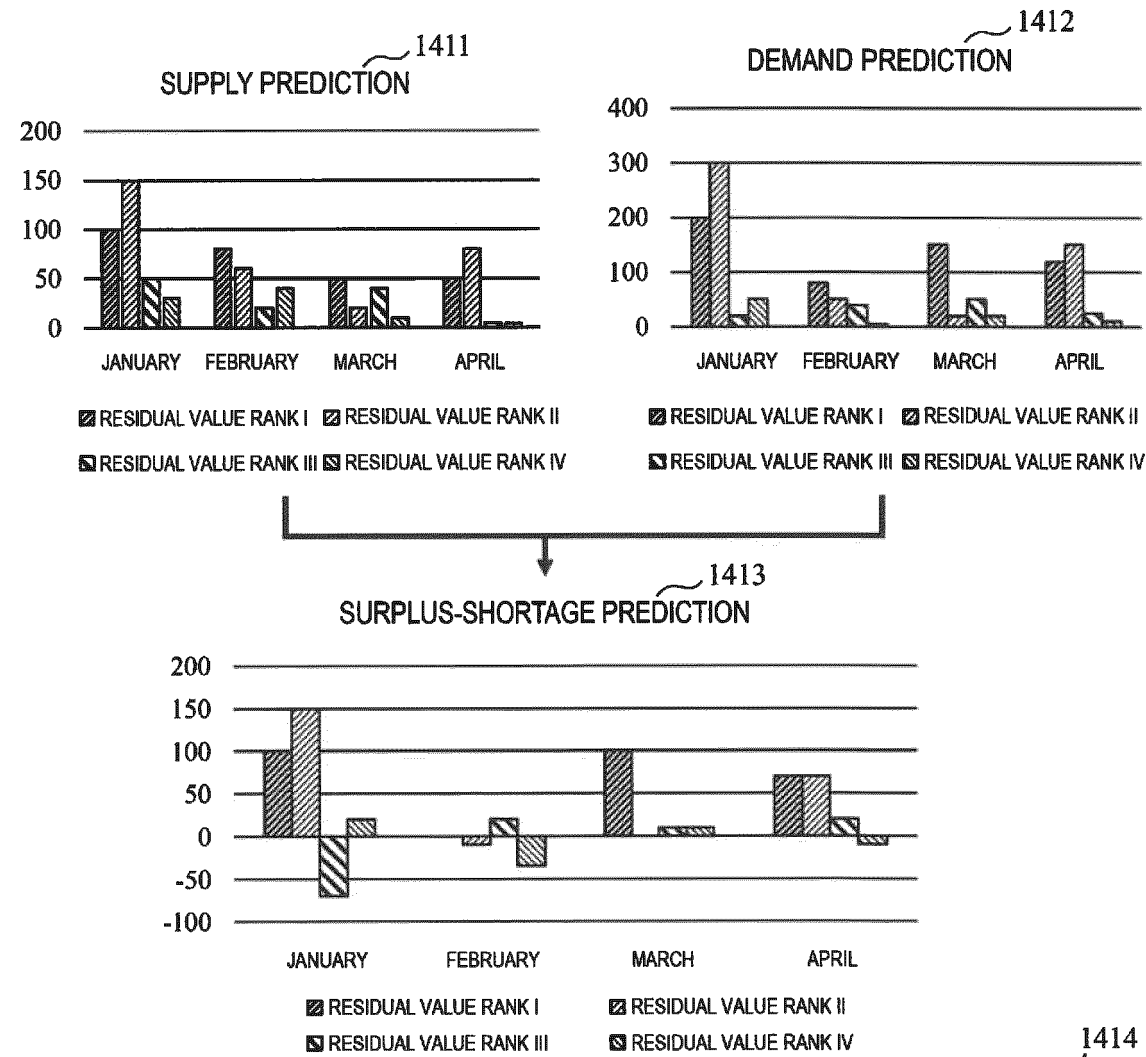 1411
SUPPLY PREDICTION
200
150
100
50
0
JANUARY FEBRUARY MARCH APRIL
RESIDUAL VALUE RANK I RESIDUAL VALUE RANK II
RESIDUAL VALUE RANK III RESIDUAL VALUE RANK IV
1412
DEMAND PREDICTION
400
300
200
100
0
JANUARY FEBRUARY MARCH APRIL
RESIDUAL VALUE RANK I RESIDUAL VALUE RANK II
RESIDUAL VALUE RANK III RESIDUAL VALUE RANK IV
1413
SURPLUS-SHORTAGE PREDICTION
200
150
100
50
0
-50
-100
JANUARY FEBRUARY MARCH APRIL
RESIDUAL VALUE RANK I RESIDUAL VALUE RANK II
RESIDUAL VALUE RANK III RESIDUAL VALUE RANK IV
1414